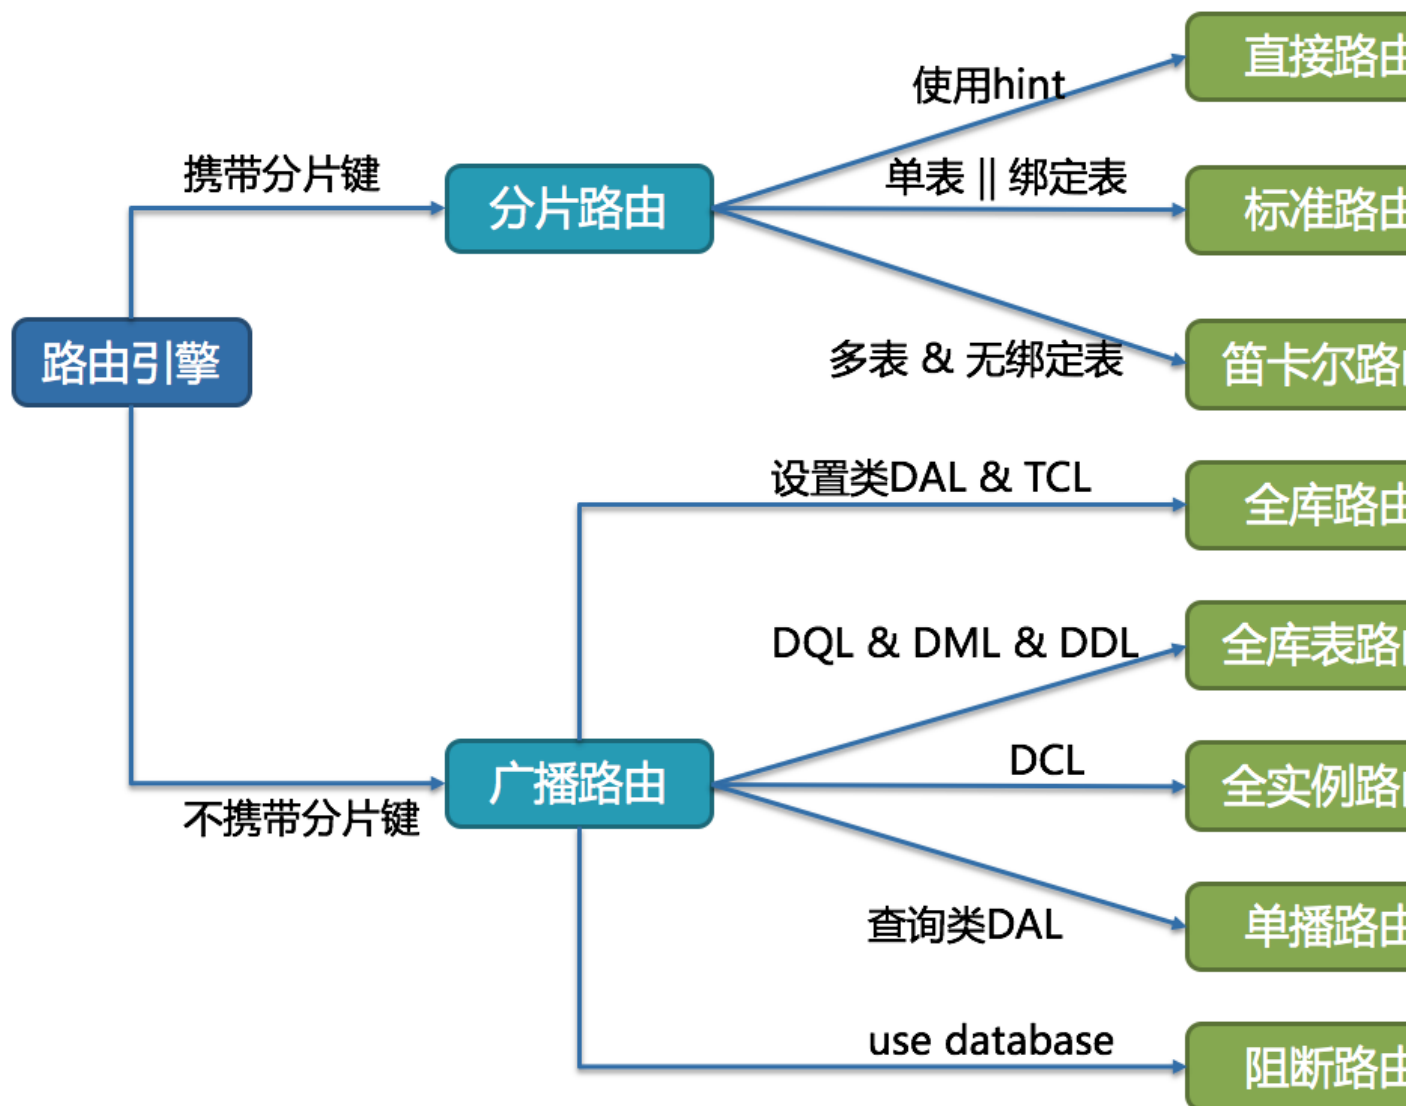 使用hint
直接路由
携带分片键
分片路由
单表 || 绑定表
标准路由
路由引擎
多表 & 无绑定表
笛卡尔路由
设置类DAL & TCL
全库路由
DQL & DML & DDL
全库表路由
不携带分片键
广播路由
DCL
全实例路由
查询类DAL
单播路由
use database
阻断路由